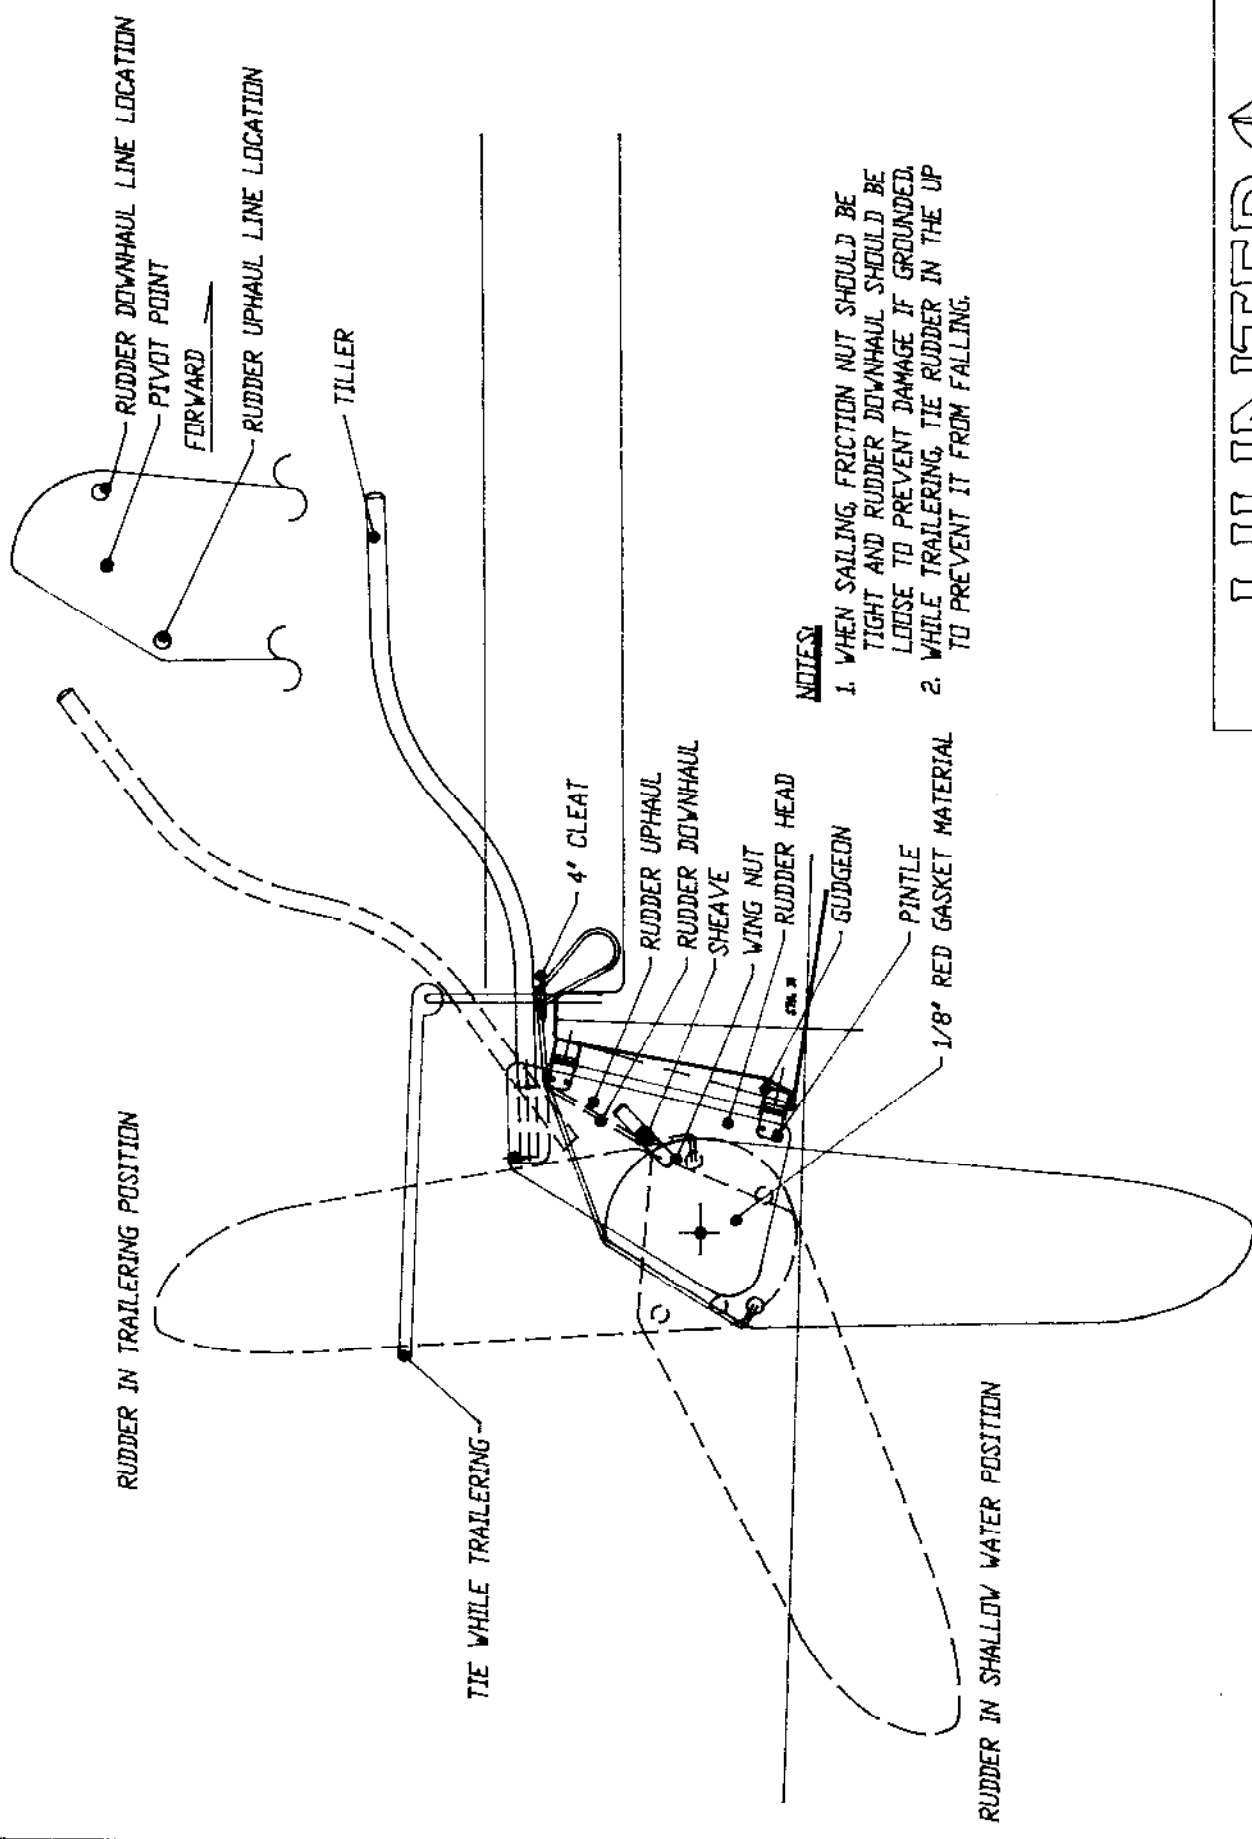 RUDDER DOWNHAUL LINE LOCATION
PIVOT POINT
FORWARD
RUDDER UPHAUL LINE LOCATION
TILLER
RUDDER IN TRAILERING POSITION
TIE WHILE TRAILERING
4" CLEAT
RUDDER UPHAUL
RUDDER DOWNHAUL
SHEAVE
WING NUT
RUDDER HEAD
GUDGEON
PINTLE
1/8" RED GASKET MATERIAL
RUDDER IN SHALLOW WATER POSITION
NOTES:
1. WHEN SAILING, FRICTION NUT SHOULD BE
TIGHT AND RUDDER DOWNHAUL SHOULD BE
LOOSE TO PREVENT DAMAGE IF GROUNDED.
2. WHILE TRAILERING, TIE RUDDER IN THE UP
TO PREVENT IT FROM FALLING.